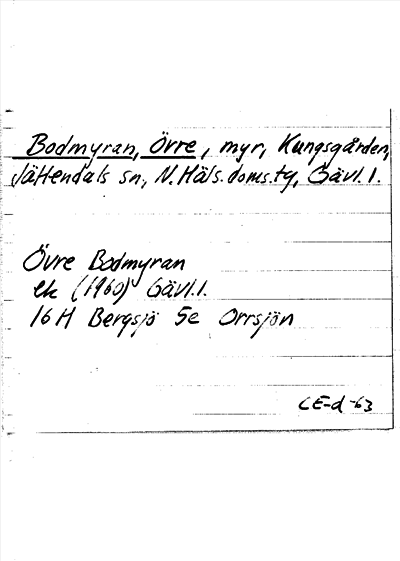 Bodmyran, Övre, myr, Kungsgården,
Jättendals sn., N. Häls. doms.tg, Gävl. l.
Övre Bodmyran
ek (1960) Gävl. l.
16 H Bergsjö 5e Orrsjön
CE-d-63